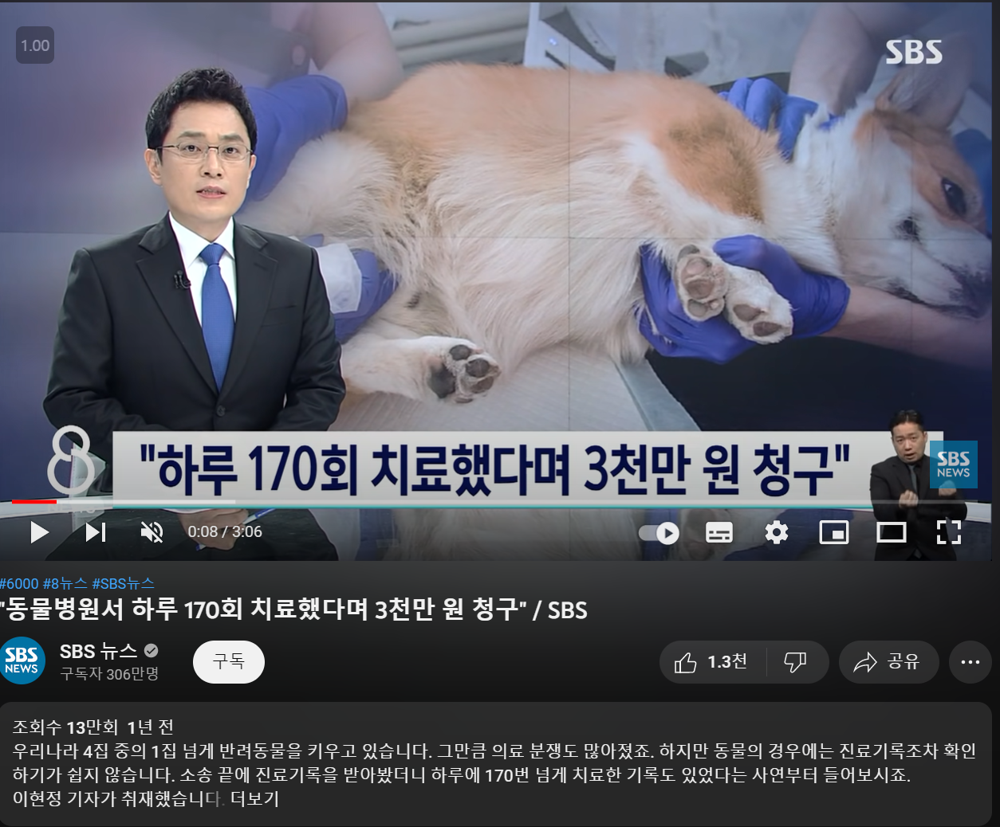 1.00
SBS
8
"하루 170회 치료했다며 3천만 원 청구"
SBS
NEWS
NEWS
0:08 / 3:06
#6000 #8뉴스 #SBS뉴스
"동물병원서 하루 170회 치료했다며 3천만 원 청구" / SBS
SBS
NEWS
SBS 뉴스
구독자 306만명
구독
1.3천
공유
조회수 13만회 1년 전
우리나라 4집 중의 1집 넘게 반려동물을 키우고 있습니다. 그만큼 의료 분쟁도 많아졌죠. 하지만 동물의 경우에는 진료기록조차 확인
하기가 쉽지 않습니다. 소송 끝에 진료기록을 받아봤더니 하루에 170번 넘게 치료한 기록도 있었다는 사연부터 들어보시죠.
이현정 기자가 취재했습니다. 더보기